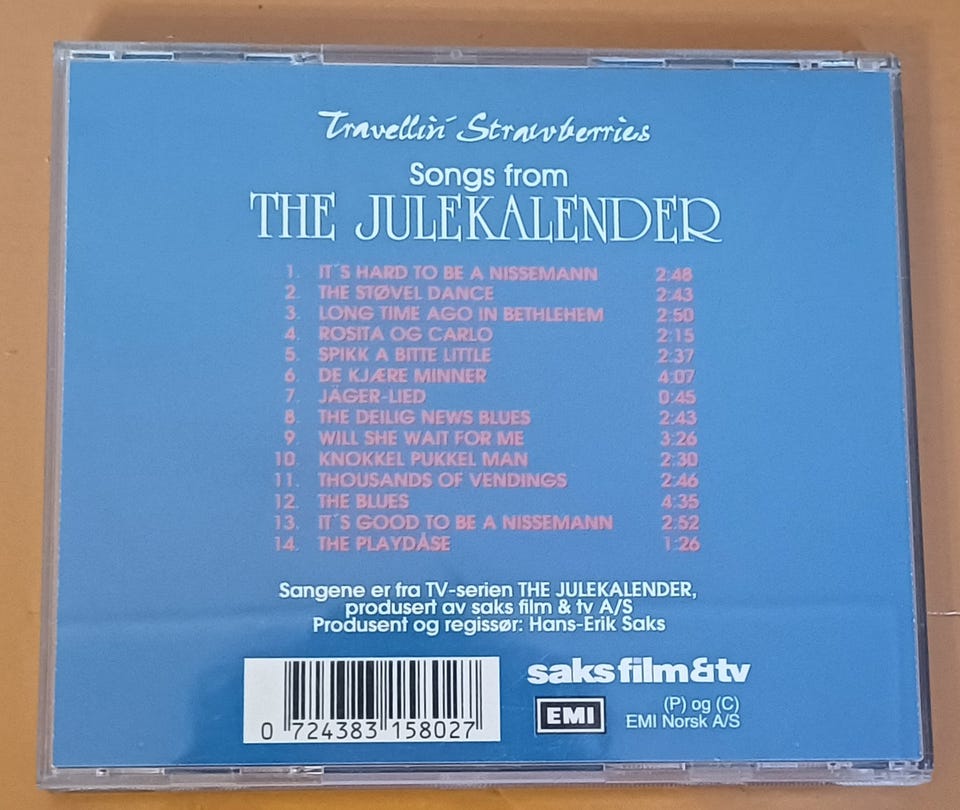 Travellin´ Strawberries
Songs from
THE JULEKALENDER
1. IT´S HARD TO BE A NISSEMANN 2:48
2. THE STØVEL DANCE 2:43
3. LONG TIME AGO IN BETHLEHEM 2:50
4. ROSITA OG CARLO 2:15
5. SPIKK A BITTE LITTLE 2:37
6. DE KJÆRE MINNER 4:07
7. JÄGER-LIED 0:45
8. THE DEILIG NEWS BLUES 2:43
9. WILL SHE WAIT FOR ME 3:26
10. KNOKKEL PUKKEL MAN 2:30
11. THOUSANDS OF VENDINGS 2:46
12. THE BLUES 4:35
13. IT´S GOOD TO BE A NISSEMANN 2:52
14. THE PLAYDÅSE 1:26
Sangene er fra TV-serien THE JULEKALENDER,
produsert av saks film & tv A/S
Produsent og regissør: Hans-Erik Saks
saks film & tv
0 724383 158027
EMI
(P) og (C)
EMI Norsk A/S